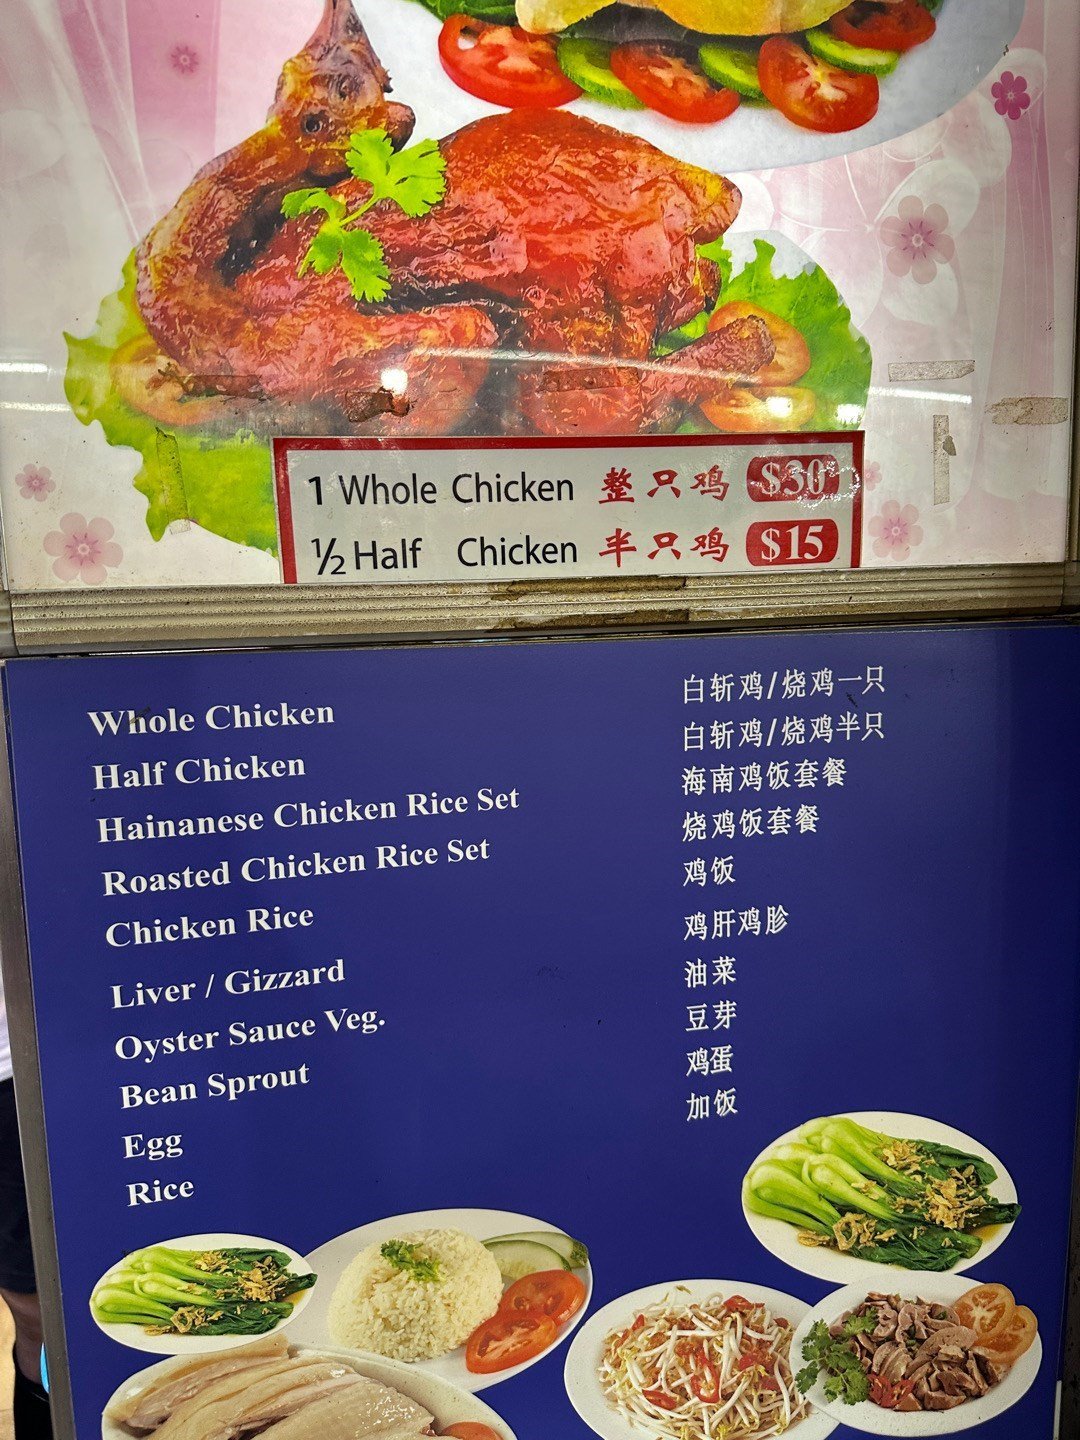 1 Whole Chicken 整只鸡 $30
½ Half Chicken 半只鸡 $15
Whole Chicken 白斩鸡/烧鸡一只
Half Chicken 白斩鸡/烧鸡半只
Hainanese Chicken Rice Set 海南鸡饭套餐
Roasted Chicken Rice Set 烧鸡饭套餐
Chicken Rice 鸡饭
Liver / Gizzard 鸡肝鸡胗
Oyster Sauce Veg. 油菜
Bean Sprout 豆芽
Egg 鸡蛋
Rice 加饭